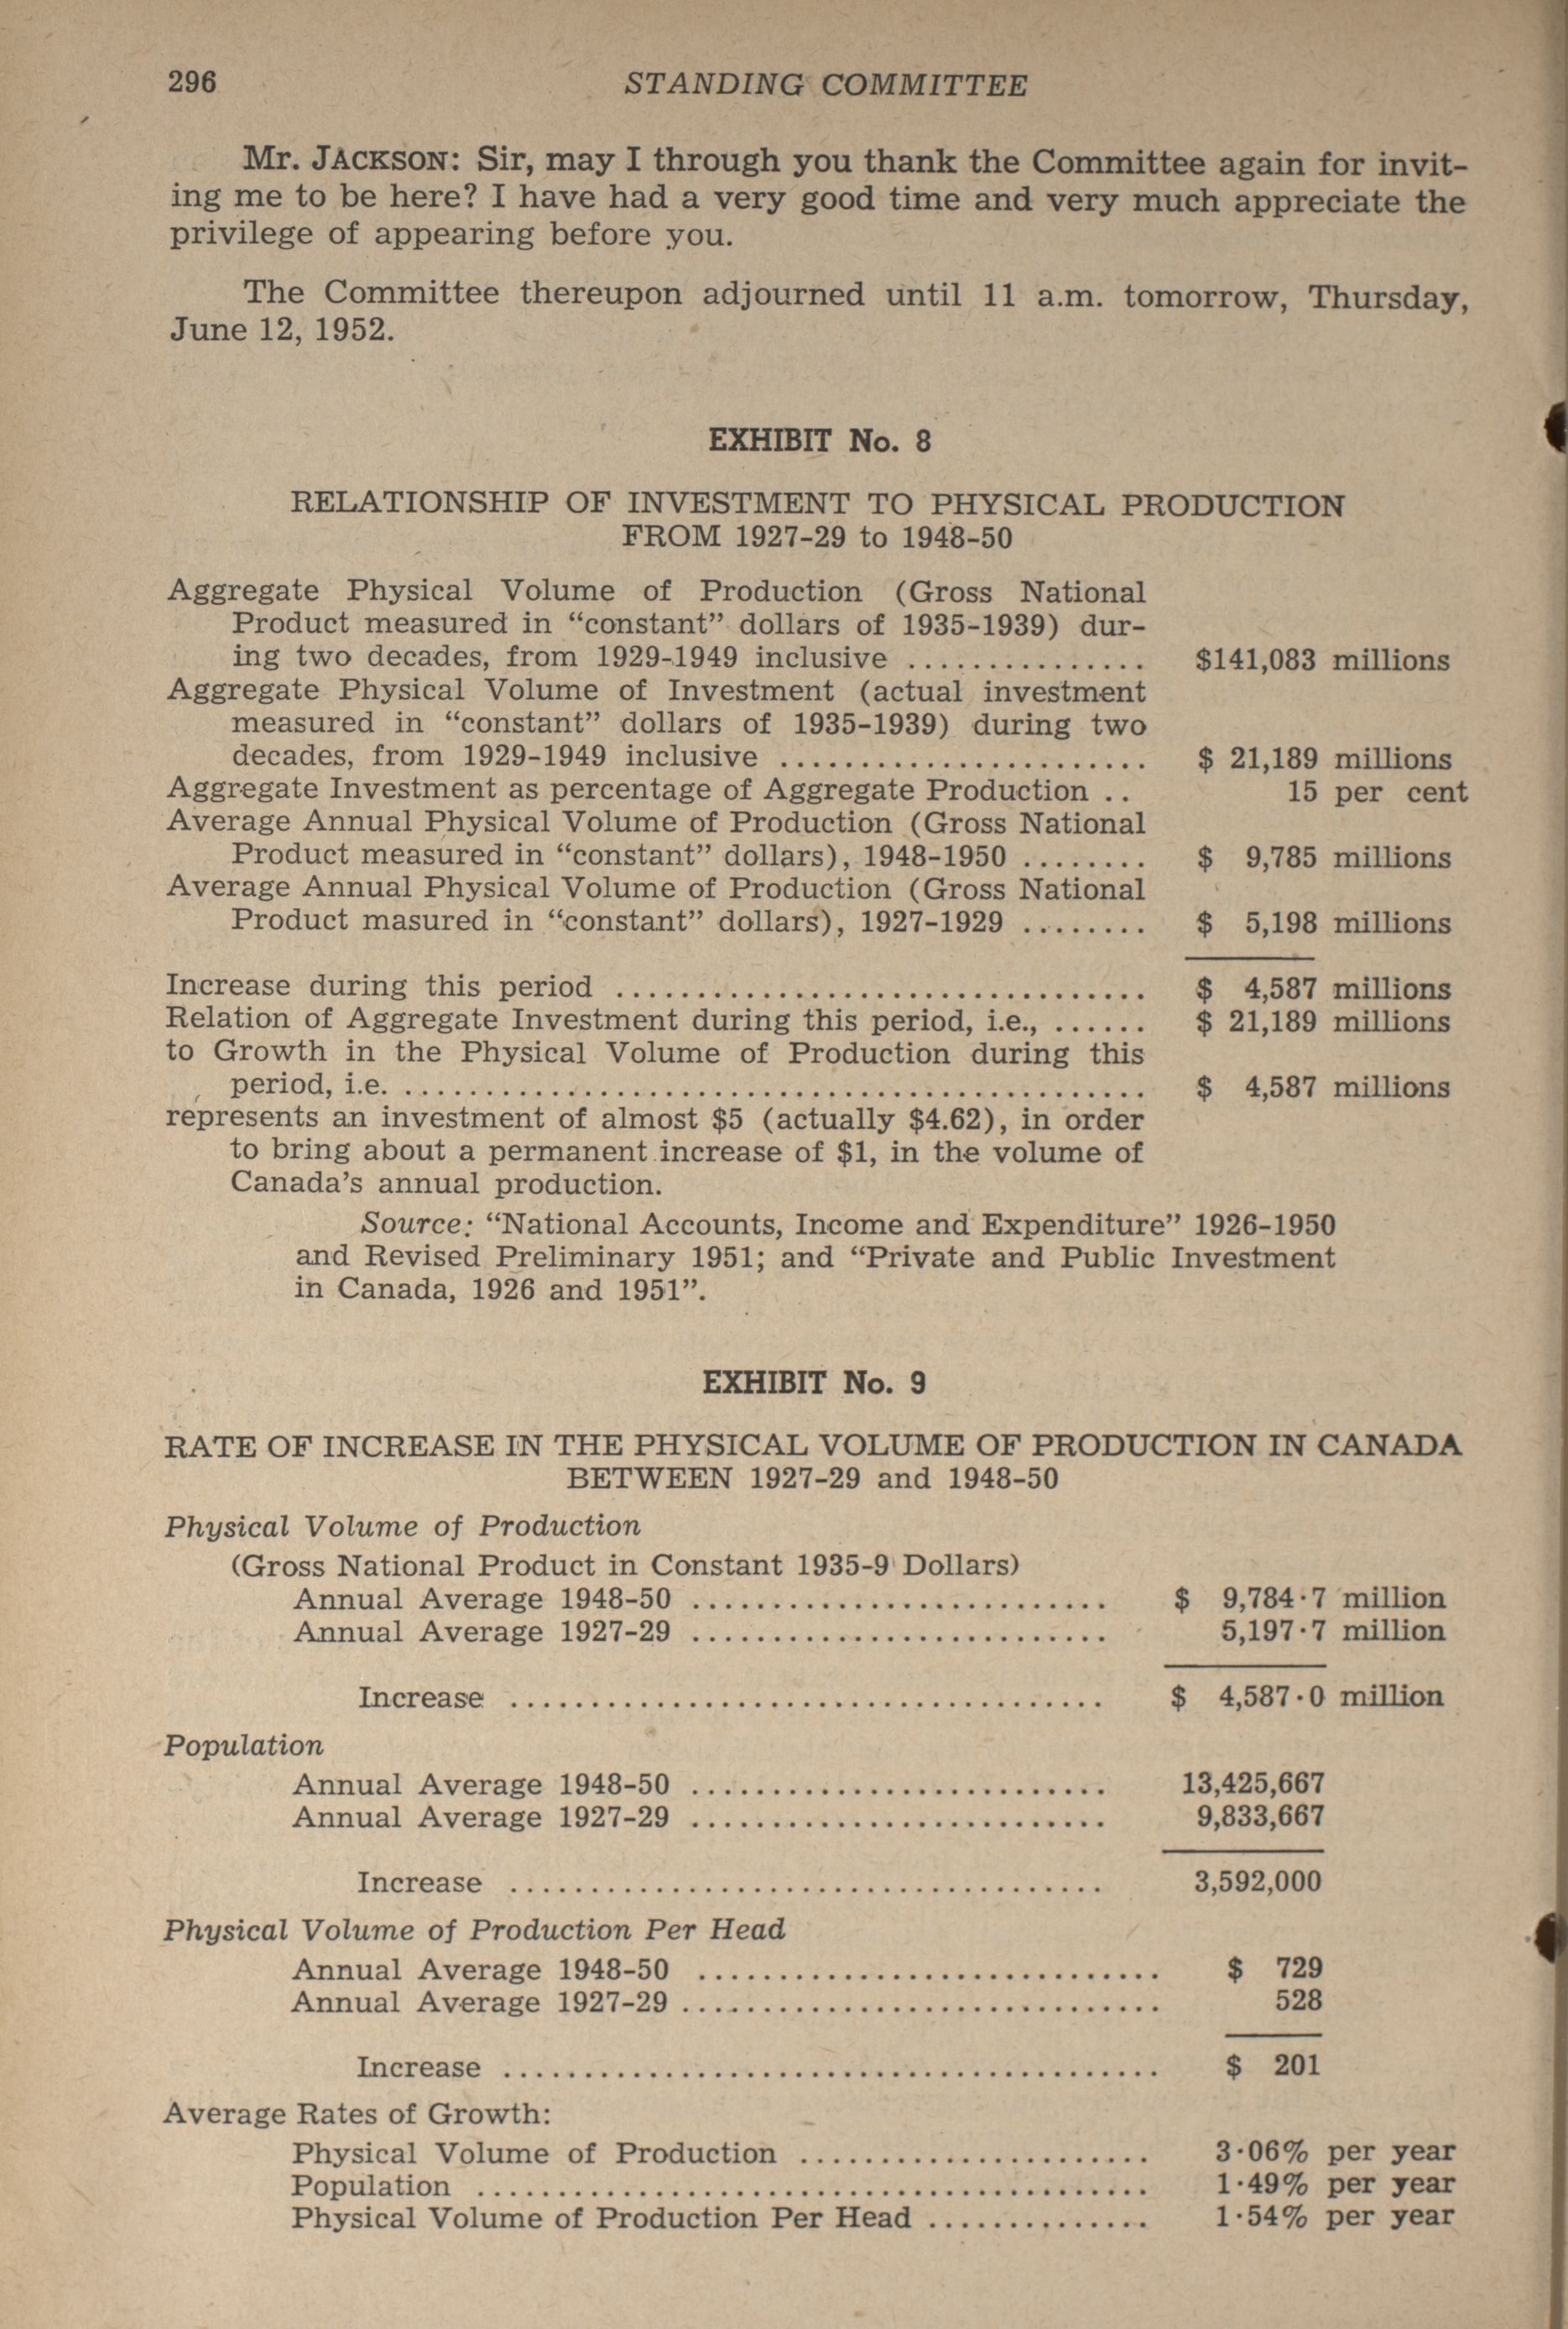 296 STANDING COMMITTEE
Mr. JACKSON: Sir, may I through you thank the Committee again for invit-
ing me to be here? I have had a very good time and very much appreciate the
privilege of appearing before you.
The Committee thereupon adjourned until 11 a.m. tomorrow, Thursday,
June 12, 1952.
EXHIBIT No. 8
RELATIONSHIP OF INVESTMENT TO PHYSICAL PRODUCTION
FROM 1927-29 to 1948-50
Aggregate Physical Volume of Production (Gross National
Product measured in “constant” dollars of 1935-1939) dur-
ing two decades, from 1929-1949 inclusive ............... $141,083 millions
Aggregate Physical Volume of Investment (actual investment
measured in “constant” dollars of 1935-1939) during two
decades, from 1929-1949 inclusive ....................... $ 21,189 millions
Aggregate Investment as percentage of Aggregate Production .. 15 per cent
Average Annual Physical Volume of Production (Gross National
Product measured in “constant” dollars), 1948-1950 ........ $ 9,785 millions
Average Annual Physical Volume of Production (Gross National
Product masured in “constant” dollars), 1927-1929 ........ $ 5,198 millions
Increase during this period ................................. $ 4,587 millions
Relation of Aggregate Investment during this period, i.e., ...... $ 21,189 millions
to Growth in the Physical Volume of Production during this
period, i.e. .............................................. $ 4,587 millions
represents an investment of almost $5 (actually $4.62), in order
to bring about a permanent increase of $1, in the volume of
Canada’s annual production.
Source: “National Accounts, Income and Expenditure” 1926-1950
and Revised Preliminary 1951; and “Private and Public Investment
in Canada, 1926 and 1951”.
EXHIBIT No. 9
RATE OF INCREASE IN THE PHYSICAL VOLUME OF PRODUCTION IN CANADA
BETWEEN 1927-29 and 1948-50
Physical Volume of Production
(Gross National Product in Constant 1935-9 Dollars)
Annual Average 1948-50 .......................... $ 9,784·7 million
Annual Average 1927-29 .......................... 5,197·7 million
Increase ..................................... $ 4,587·0 million
Population
Annual Average 1948-50 .......................... 13,425,667
Annual Average 1927-29 .......................... 9,833,667
Increase ..................................... 3,592,000
Physical Volume of Production Per Head
Annual Average 1948-50 ............................. $ 729
Annual Average 1927-29 .............................. 528
Increase ......................................... $ 201
Average Rates of Growth:
Physical Volume of Production ...................... 3·06% per year
Population .......................................... 1·49% per year
Physical Volume of Production Per Head .............. 1·54% per year